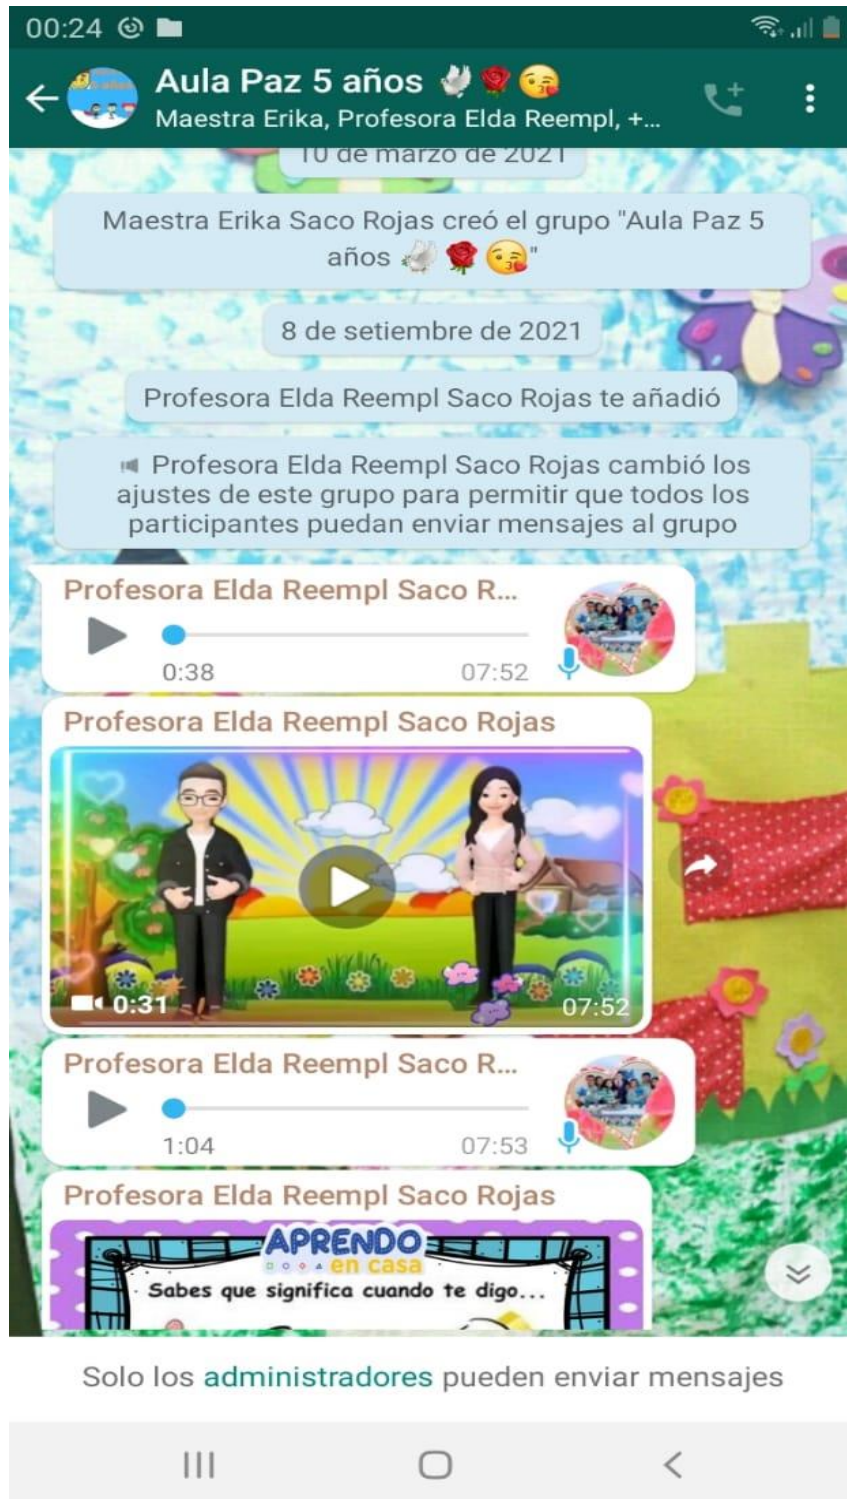 00:24
Aula Paz 5 años 🕊️🌹😘
Maestra Erika, Profesora Elda Reempl, +...
10 de marzo de 2021
Maestra Erika Saco Rojas creó el grupo "Aula Paz 5
años 🕊️🌹😘"
8 de setiembre de 2021
Profesora Elda Reempl Saco Rojas te añadió
Profesora Elda Reempl Saco Rojas cambió los
ajustes de este grupo para permitir que todos los
participantes puedan enviar mensajes al grupo
Profesora Elda Reempl Saco R...
0:38 07:52
Profesora Elda Reempl Saco Rojas
0:31 07:52
Profesora Elda Reempl Saco R...
1:04 07:53
Profesora Elda Reempl Saco Rojas
APRENDO
en casa
Sabes que significa cuando te digo...
Solo los administradores pueden enviar mensajes